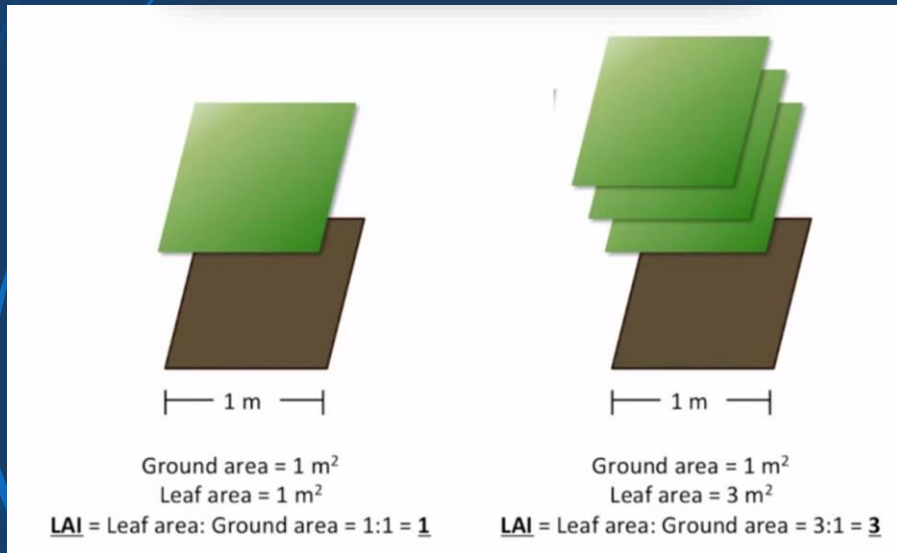 1 m
Ground area = 1 m²
Leaf area = 1 m²
LAI = Leaf area: Ground area = 1:1 = 1
1 m
Ground area = 1 m²
Leaf area = 3 m²
LAI = Leaf area: Ground area = 3:1 = 3